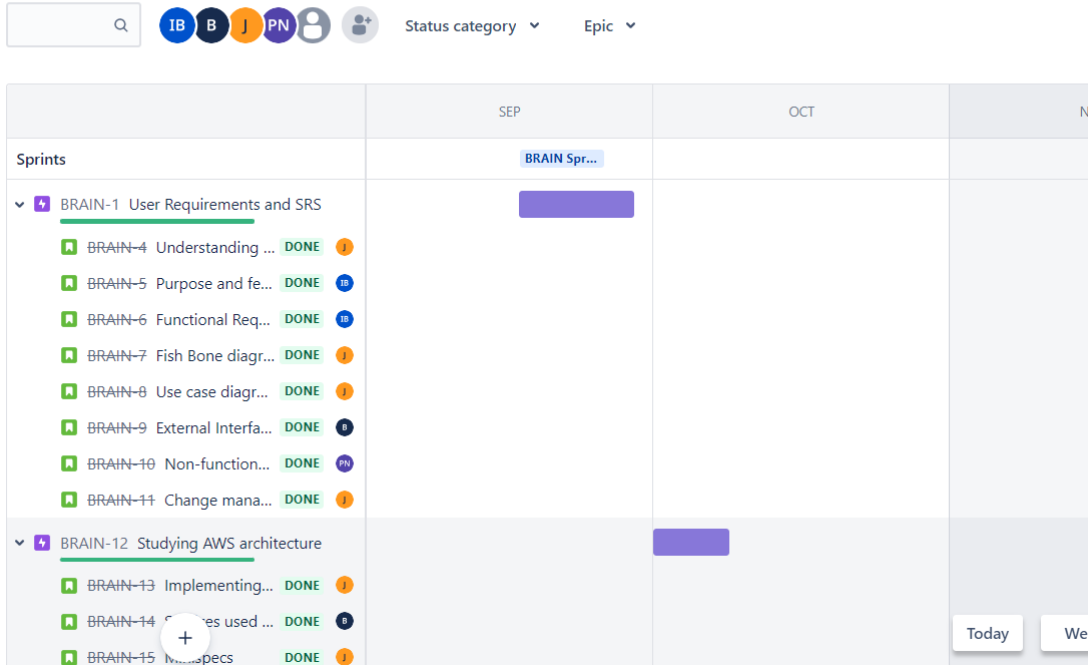 IB B J PN Status category Epic
SEP OCT N
Sprints BRAIN Spr...
BRAIN-1 User Requirements and SRS
BRAIN-4 Understanding ... DONE J
BRAIN-5 Purpose and fe... DONE IB
BRAIN-6 Functional Req... DONE IB
BRAIN-7 Fish Bone diagr... DONE J
BRAIN-8 Use case diagr... DONE J
BRAIN-9 External Interfa... DONE B
BRAIN-10 Non-function... DONE PN
BRAIN-11 Change mana... DONE J
BRAIN-12 Studying AWS architecture
BRAIN-13 Implementing... DONE J
BRAIN-14 used ... DONE B
BRAIN-15 DONE J
Today We